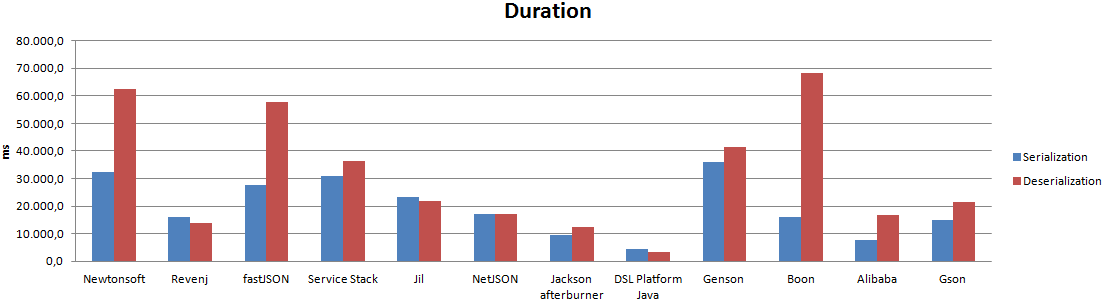 Duration
80.000,0
70.000,0
60.000,0
50.000,0
40.000,0
30.000,0
20.000,0
10.000,0
0,0
ms
Newtonsoft
Revenj
fastJSON
Service Stack
Jil
NetJSON
Jackson
afterburner
DSL Platform
Java
Genson
Boon
Alibaba
Gson
Serialization
Deserialization